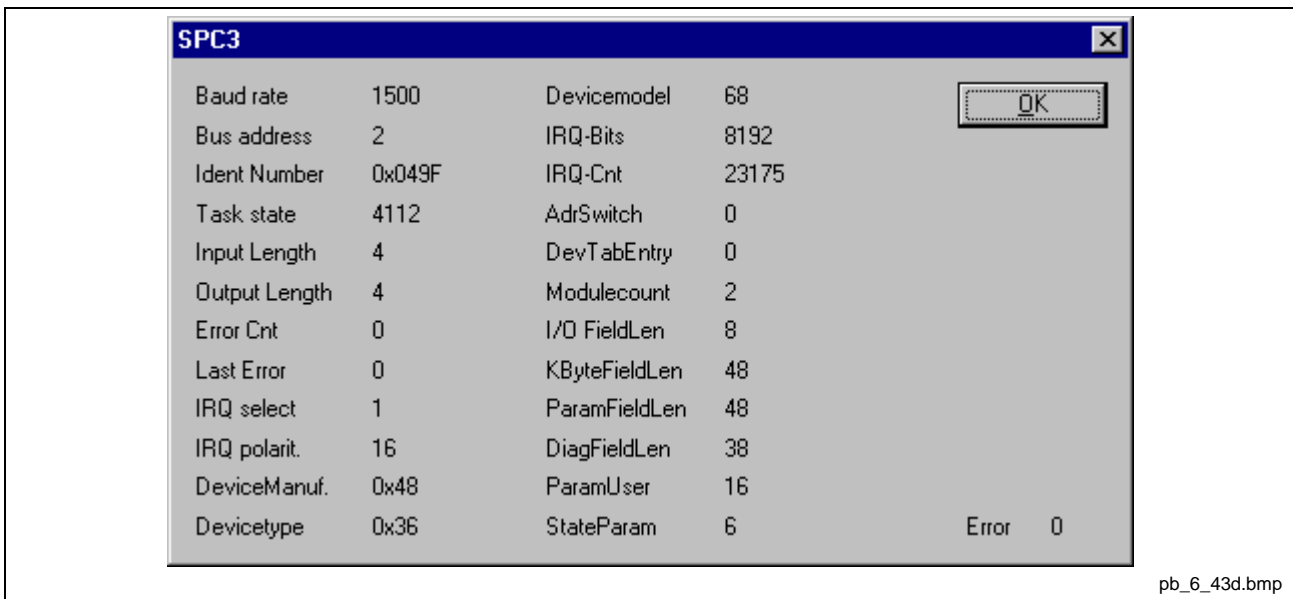 SPC3
Baud rate 1500 Devicemodel 68 OK
Bus address 2 IRQ-Bits 8192
Ident Number 0x049F IRQ-Cnt 23175
Task state 4112 AdrSwitch 0
Input Length 4 DevTabEntry 0
Output Length 4 Modulecount 2
Error Cnt 0 I/O FieldLen 8
Last Error 0 KByteFieldLen 48
IRQ select 1 ParamFieldLen 48
IRQ polarit. 16 DiagFieldLen 38
DeviceManuf. 0x48 ParamUser 16
Devicetype 0x36 StateParam 6 Error 0
pb_6_43d.bmp